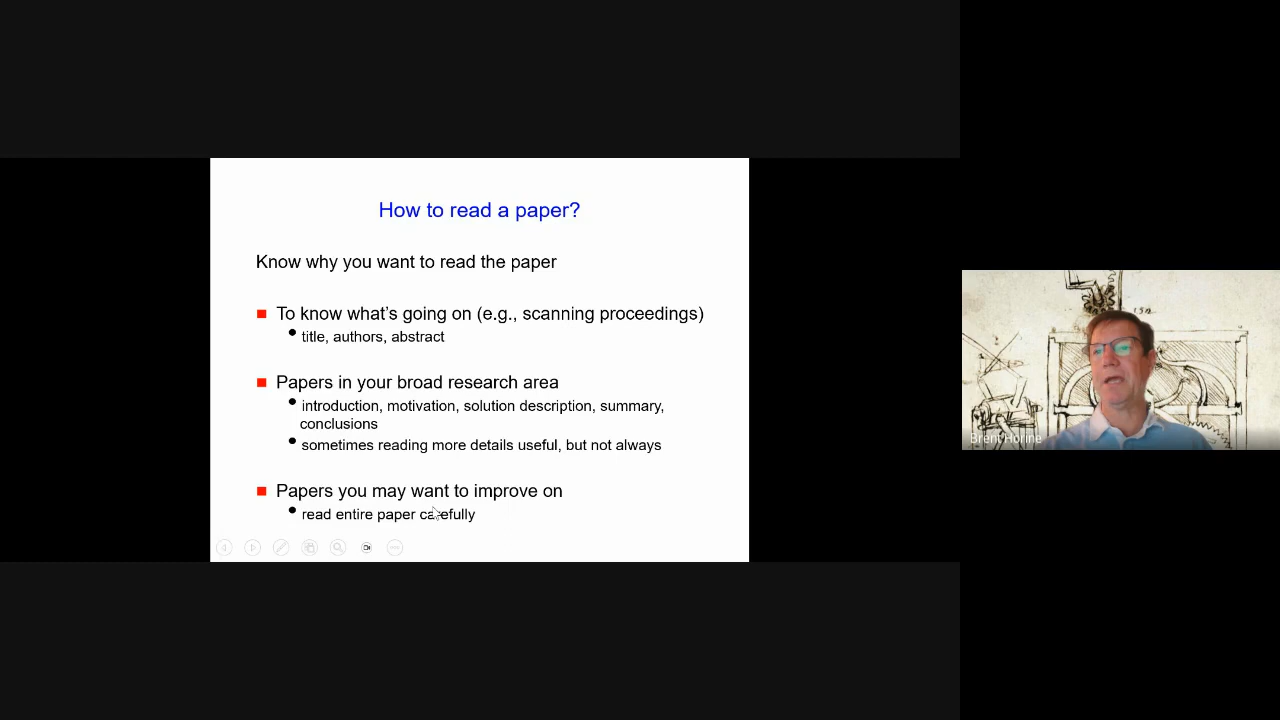 How to read a paper?
Know why you want to read the paper
To know what's going on (e.g., scanning proceedings)
title, authors, abstract
Papers in your broad research area
introduction, motivation, solution description, summary,
conclusions
sometimes reading more details useful, but not always
Papers you may want to improve on
read entire paper carefully
Brent Horine